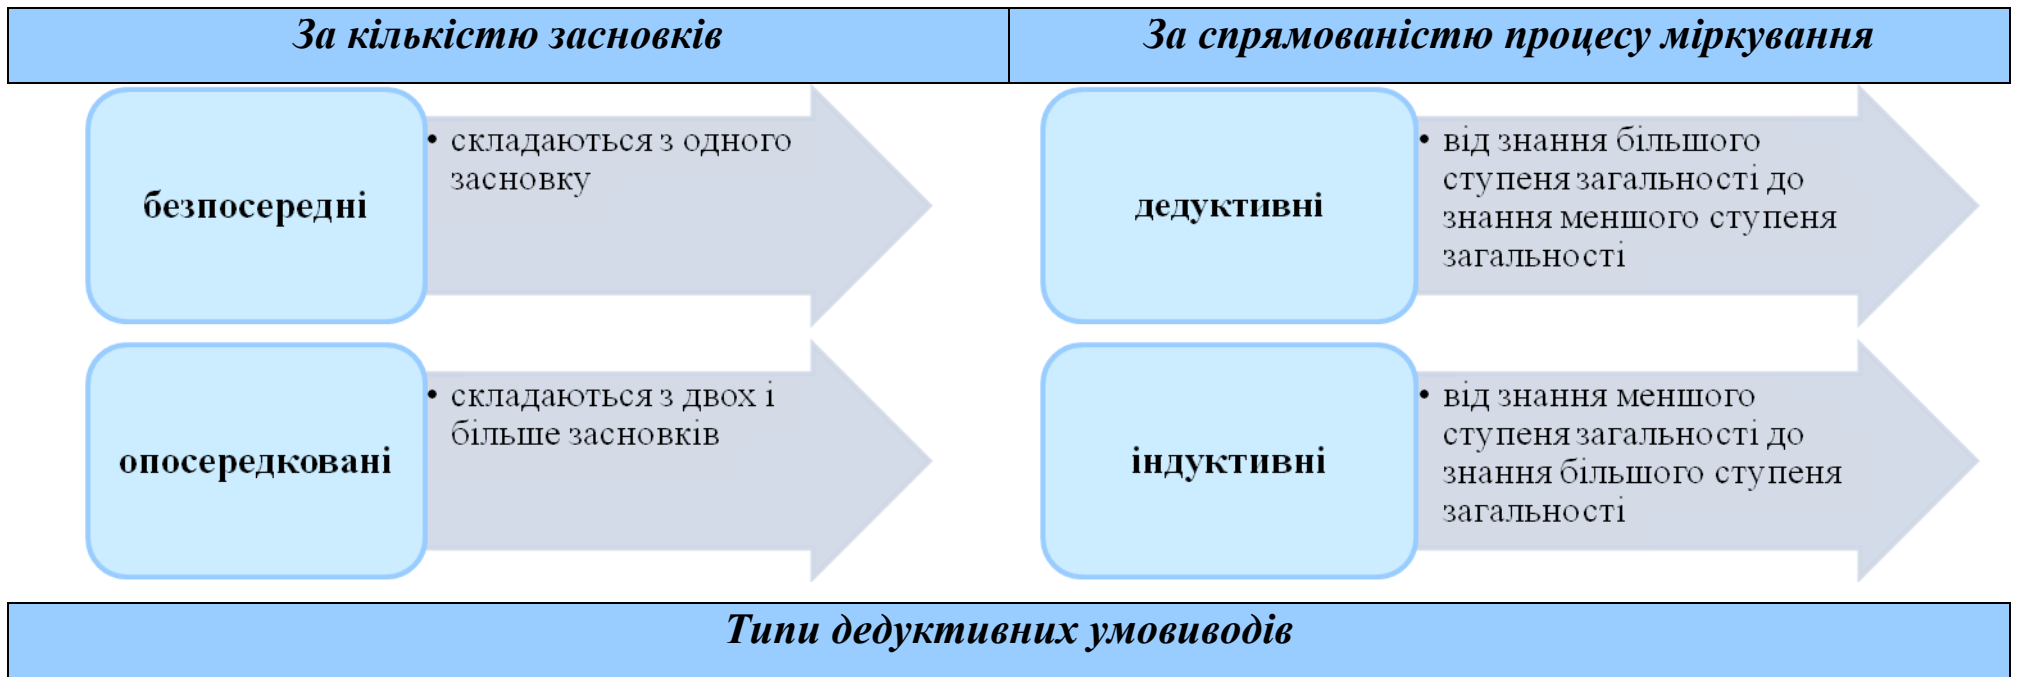 За кількістю засновків
За спрямованістю процесу міркування
безпосередні
• складаються з одного
засновку
дедуктивні
• від знання більшого
ступеня загальності до
знання меншого ступеня
загальності
опосередковані
• складаються з двох і
більше засновків
індуктивні
• від знання меншого
ступеня загальності до
знання більшого ступеня
загальності
Типи дедуктивних умовиводів